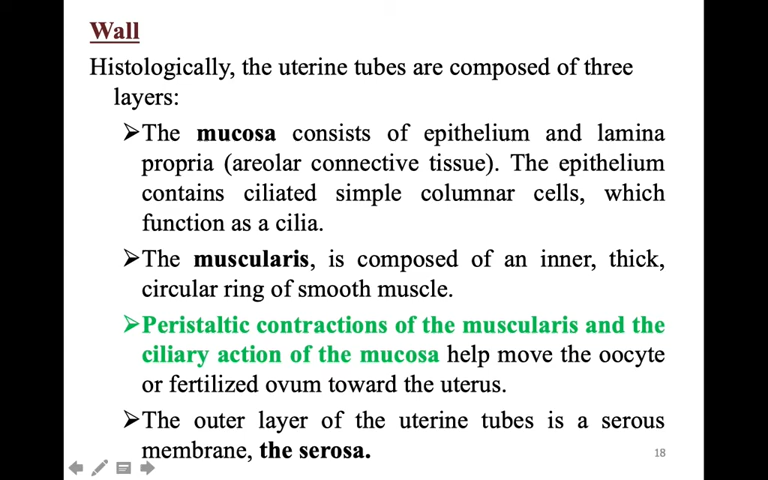 Wall
Histologically, the uterine tubes are composed of three
layers:
➢The mucosa consists of epithelium and lamina
propria (areolar connective tissue). The epithelium
contains ciliated simple columnar cells, which
function as a cilia.
➢The muscularis, is composed of an inner, thick,
circular ring of smooth muscle.
➢Peristaltic contractions of the muscularis and the
ciliary action of the mucosa help move the oocyte
or fertilized ovum toward the uterus.
➢The outer layer of the uterine tubes is a serous
membrane, the serosa.
18